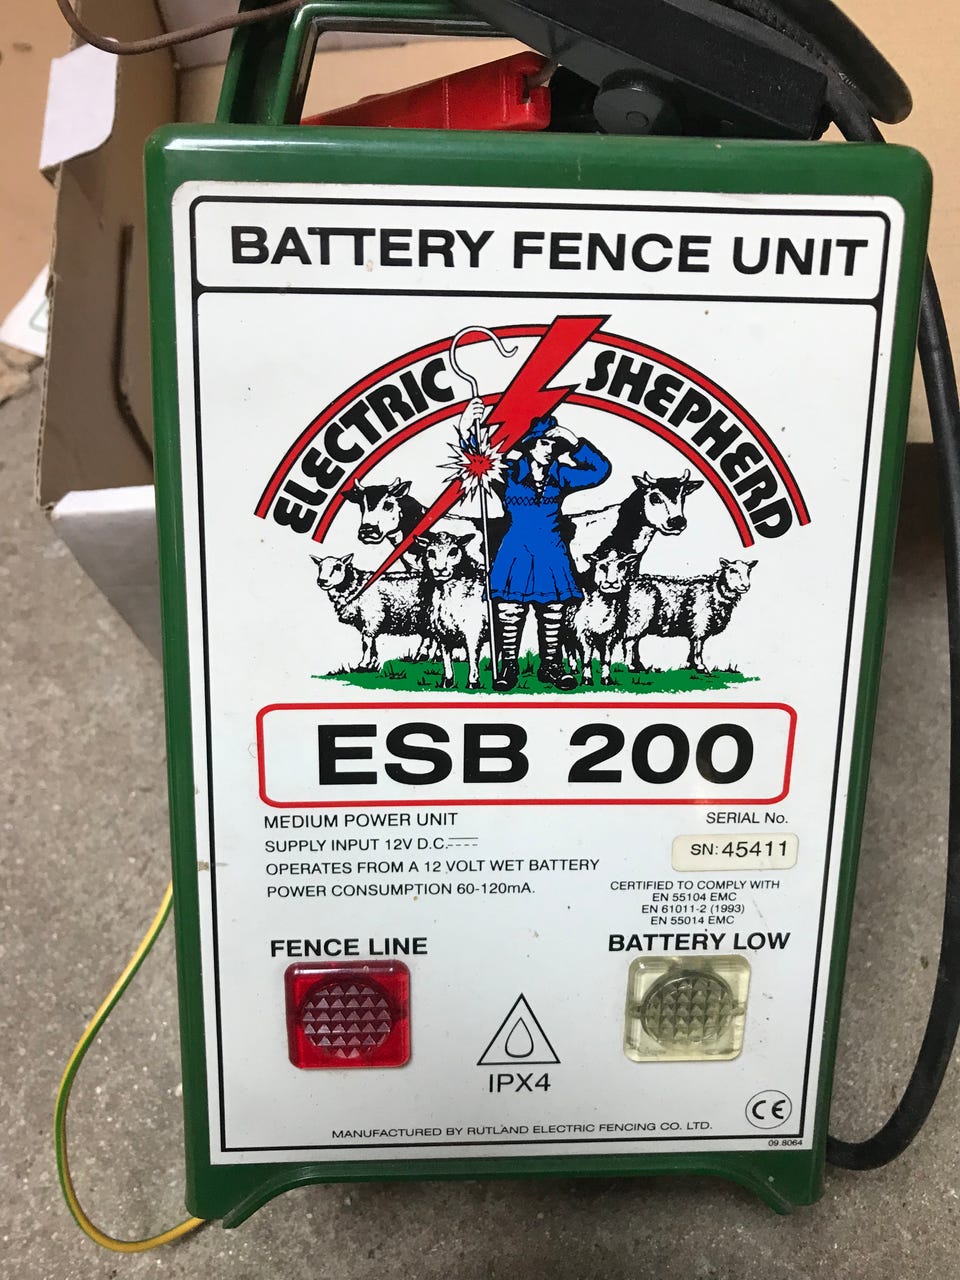 BATTERY FENCE UNIT
ELECTRIC SHEPHERD
ESB 200
MEDIUM POWER UNIT
SUPPLY INPUT 12V D.C.
OPERATES FROM A 12 VOLT WET BATTERY
POWER CONSUMPTION 60-120mA.
SERIAL No.
SN: 45411
CERTIFIED TO COMPLY WITH
EN 55104 EMC
EN 61011-2 (1993)
EN 55014 EMC
FENCE LINE
BATTERY LOW
IPX4
CE
MANUFACTURED BY RUTLAND ELECTRIC FENCING CO. LTD.
09.8064